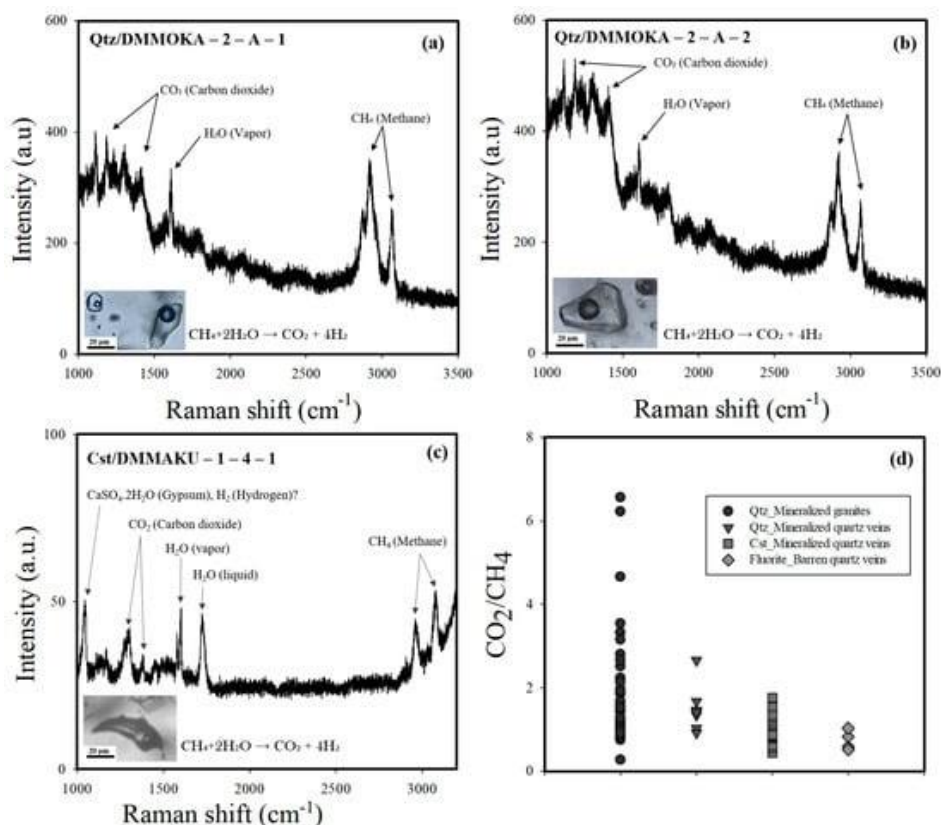 600
Qtz/DMMOKA – 2 – A – 1
(a)
CO₂ (Carbon dioxide)
CH₄ (Methane)
H₂O (Vapor)
400
200
0
Intensity (a.u)
20 µm
CH₄+2H₂O → CO₂ + 4H₂
1000 1500 2000 2500 3000 3500
Raman shift (cm⁻¹)
600
Qtz/DMMOKA – 2 – A – 2
(b)
CO₂ (Carbon dioxide)
H₂O (Vapor)
CH₄ (Methane)
400
200
0
Intensity (a.u)
20 µm
CH₄+2H₂O → CO₂ + 4H₂
1000 1500 2000 2500 3000 3500
Raman shift (cm⁻¹)
100
Cst/DMMAKU – 1 – 4 – 1
(c)
CaSO₄.2H₂O (Gypsum), H₂ (Hydrogen)?
CO₂ (Carbon dioxide)
H₂O (vapor)
H₂O (liquid)
CH₄ (Methane)
50
0
Intensity (a.u.)
20 µm
CH₄+2H₂O → CO₂ + 4H₂
1000 1500 2000 2500 3000
Raman shift (cm⁻¹)
8
(d)
Qtz_Mineralized granites
Qtz_Mineralized quartz veins
Cst_Mineralized quartz veins
Fluorite_Barren quartz veins
6
4
2
0
CO₂/CH₄